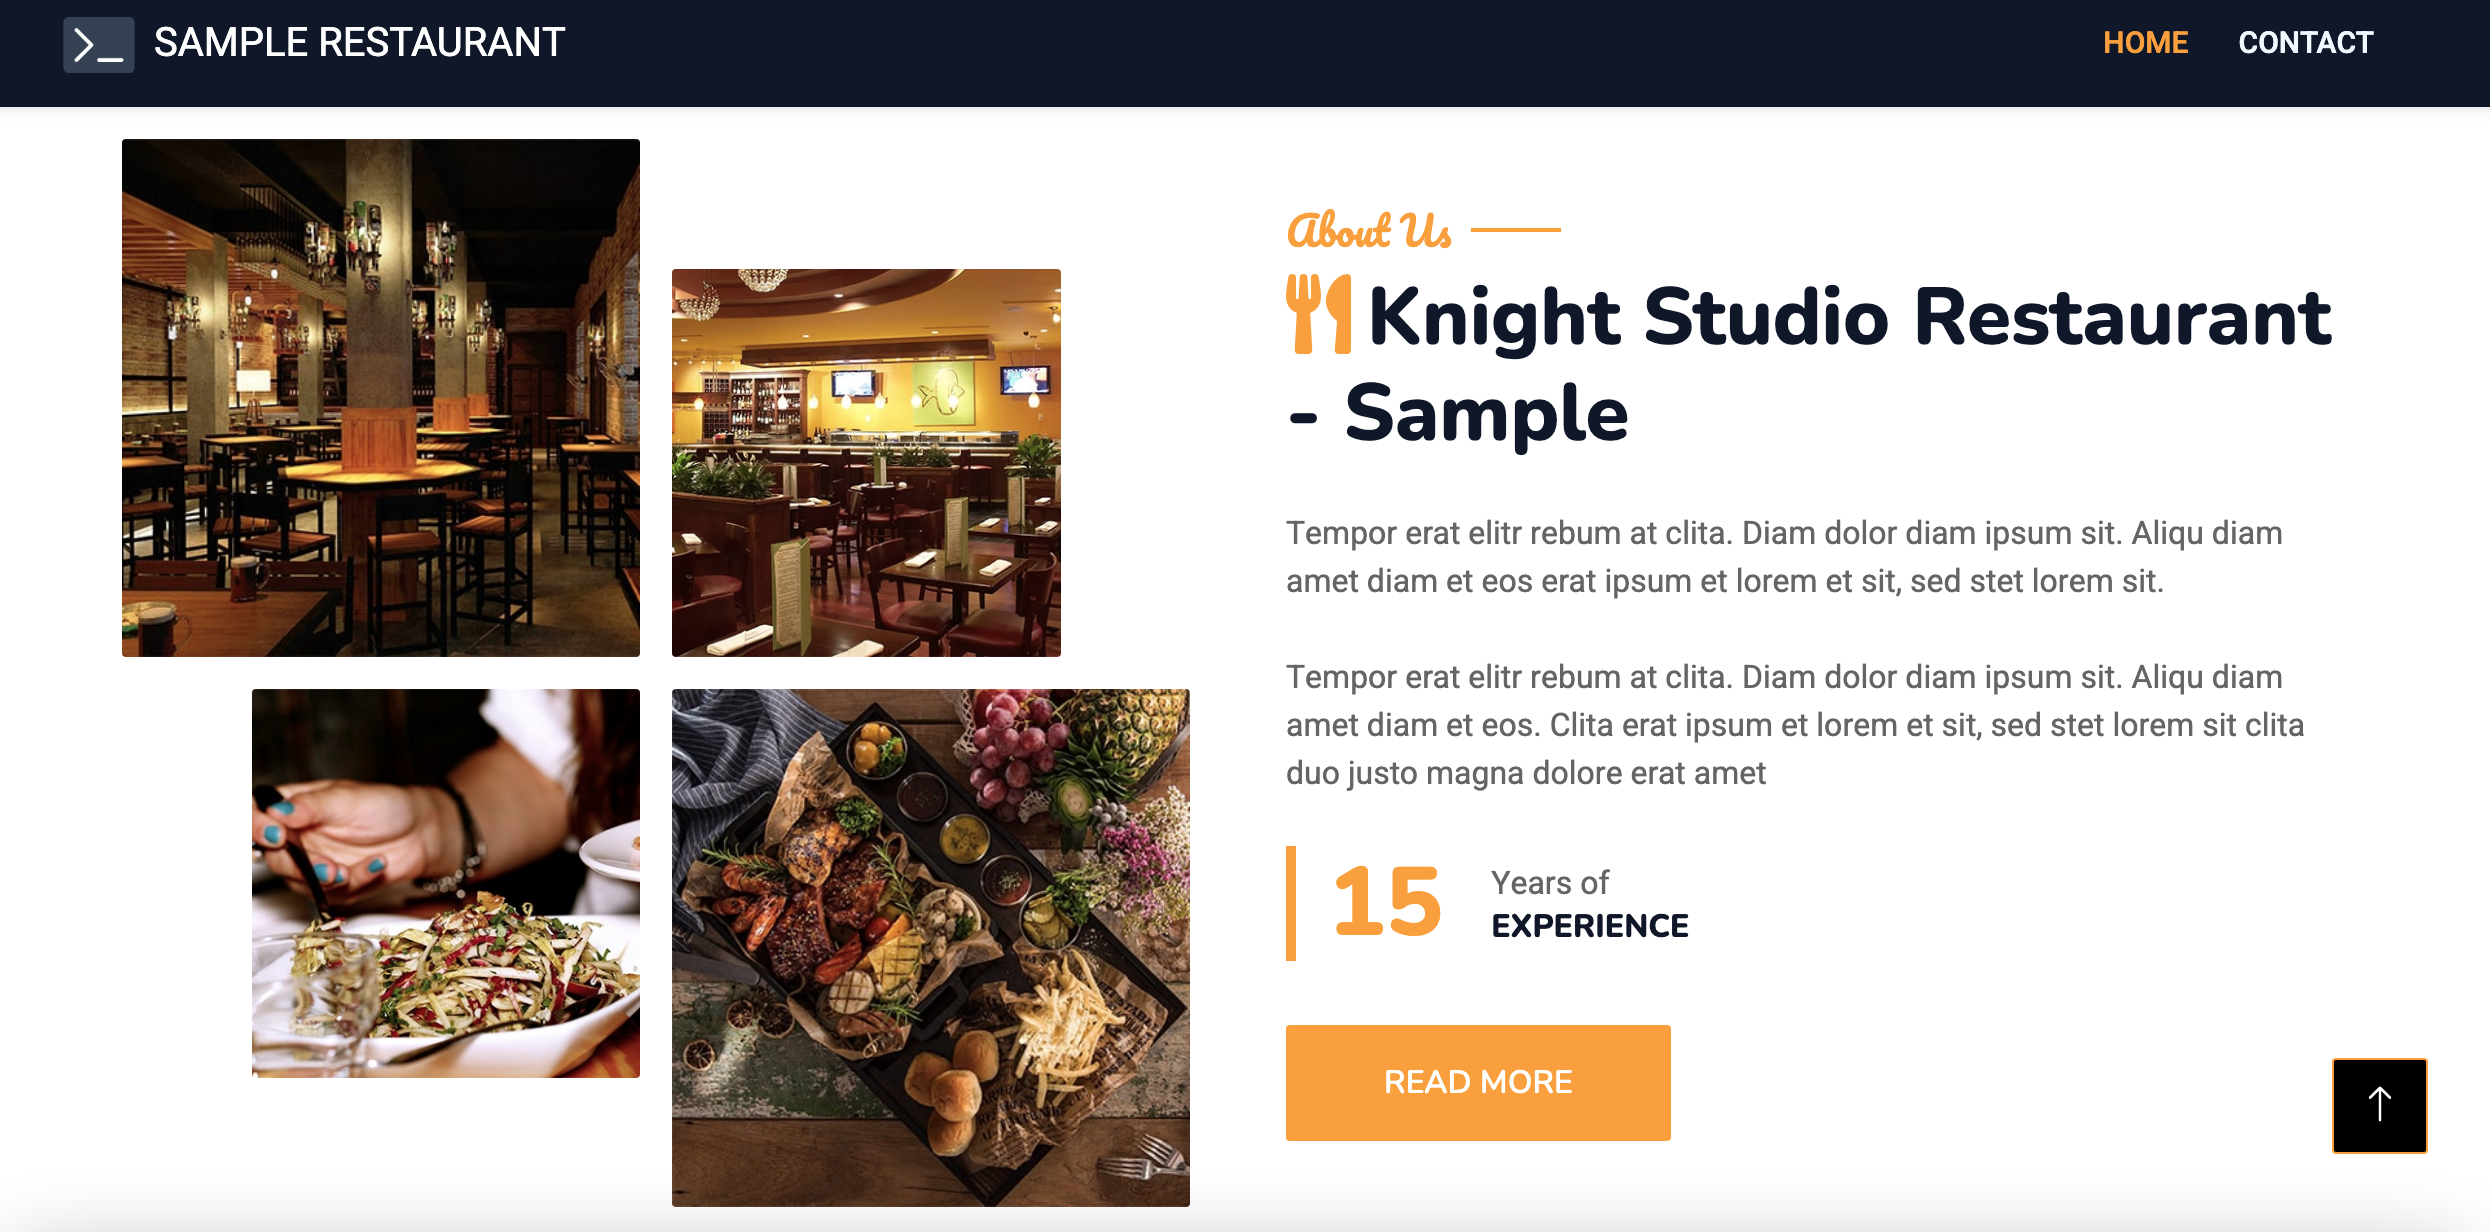 SAMPLE RESTAURANT
HOME CONTACT
About Us
Knight Studio Restaurant
- Sample
Tempor erat elitr rebum at clita. Diam dolor diam ipsum sit. Aliqu diam
amet diam et eos erat ipsum et lorem et sit, sed stet lorem sit.
Tempor erat elitr rebum at clita. Diam dolor diam ipsum sit. Aliqu diam
amet diam et eos. Clita erat ipsum et lorem et sit, sed stet lorem sit clita
duo justo magna dolore erat amet
15
Years of
EXPERIENCE
READ MORE